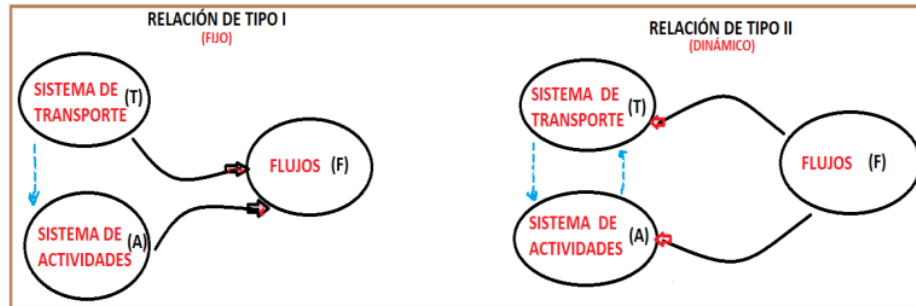 RELACIÓN DE TIPO I
(FIJO)
SISTEMA DE
TRANSPORTE (T)
FLUJOS (F)
SISTEMA DE
ACTIVIDADES (A)
RELACIÓN DE TIPO II
(DINÁMICO)
SISTEMA DE
TRANSPORTE (T)
FLUJOS (F)
SISTEMA DE
ACTIVIDADES (A)